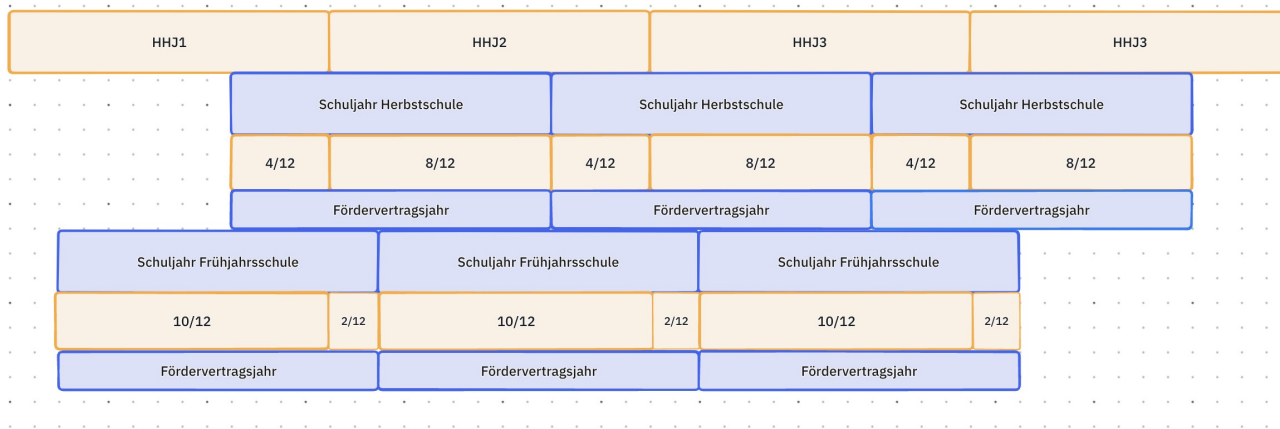 HHJ1 HHJ2 HHJ3 HHJ3
Schuljahr Herbstschule Schuljahr Herbstschule Schuljahr Herbstschule
4/12 8/12 4/12 8/12 4/12 8/12
Fördervertragsjahr Fördervertragsjahr Fördervertragsjahr
Schuljahr Frühjahrsschule Schuljahr Frühjahrsschule Schuljahr Frühjahrsschule
10/12 2/12 10/12 2/12 10/12 2/12
Fördervertragsjahr Fördervertragsjahr Fördervertragsjahr